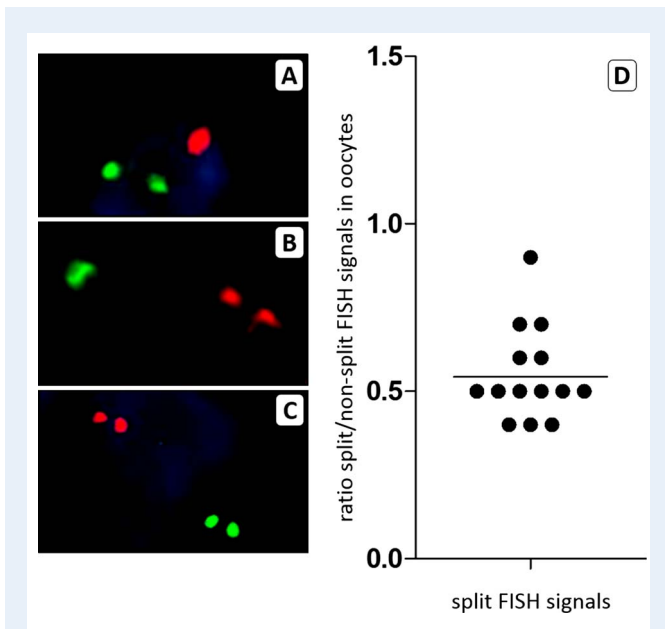 A
B
C
D
ratio split/non-split FISH signals in oocytes
1.5
1.0
0.5
0.0
split FISH signals